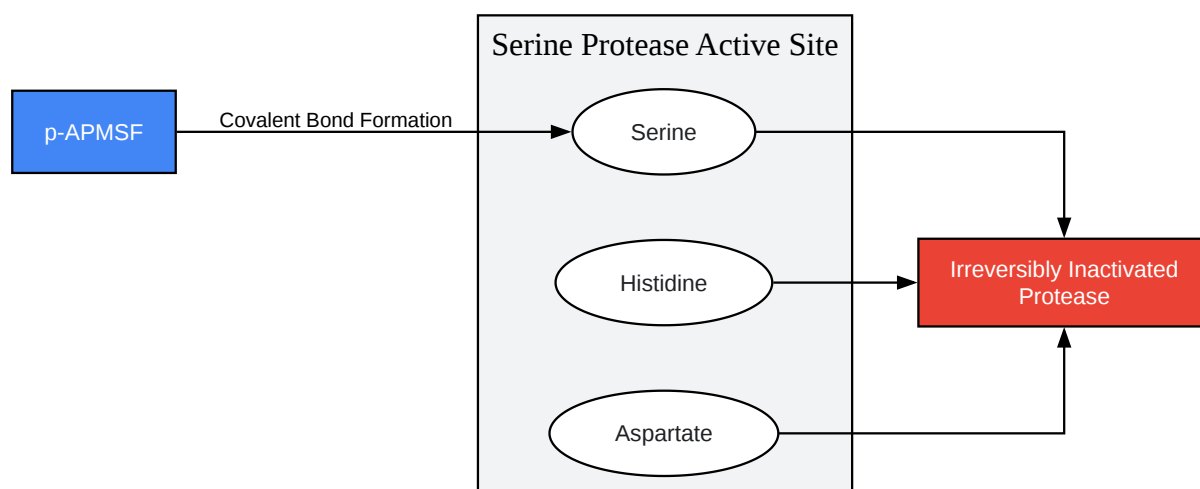 Serine Protease Active Site
p-APMSF
Covalent Bond Formation
Serine
Histidine
Irreversibly Inactivated
Protease
Aspartate